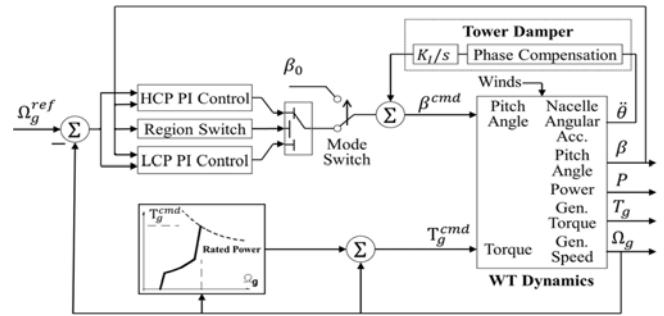 Tower Damper
K_I/s
Phase Compensation
β_0
Winds
Ω_g^ref
Σ
−
HCP PI Control
Region Switch
LCP PI Control
Mode
Switch
Σ
β^cmd
Pitch
Angle
Nacelle
Angular
Acc.
θ̈
Pitch
Angle
β
Power
P
Gen.
Torque
T_g
Gen.
Speed
Ω_g
Torque
WT Dynamics
T_g^cmd
Rated Power
Ω_g
Σ
T_g^cmd